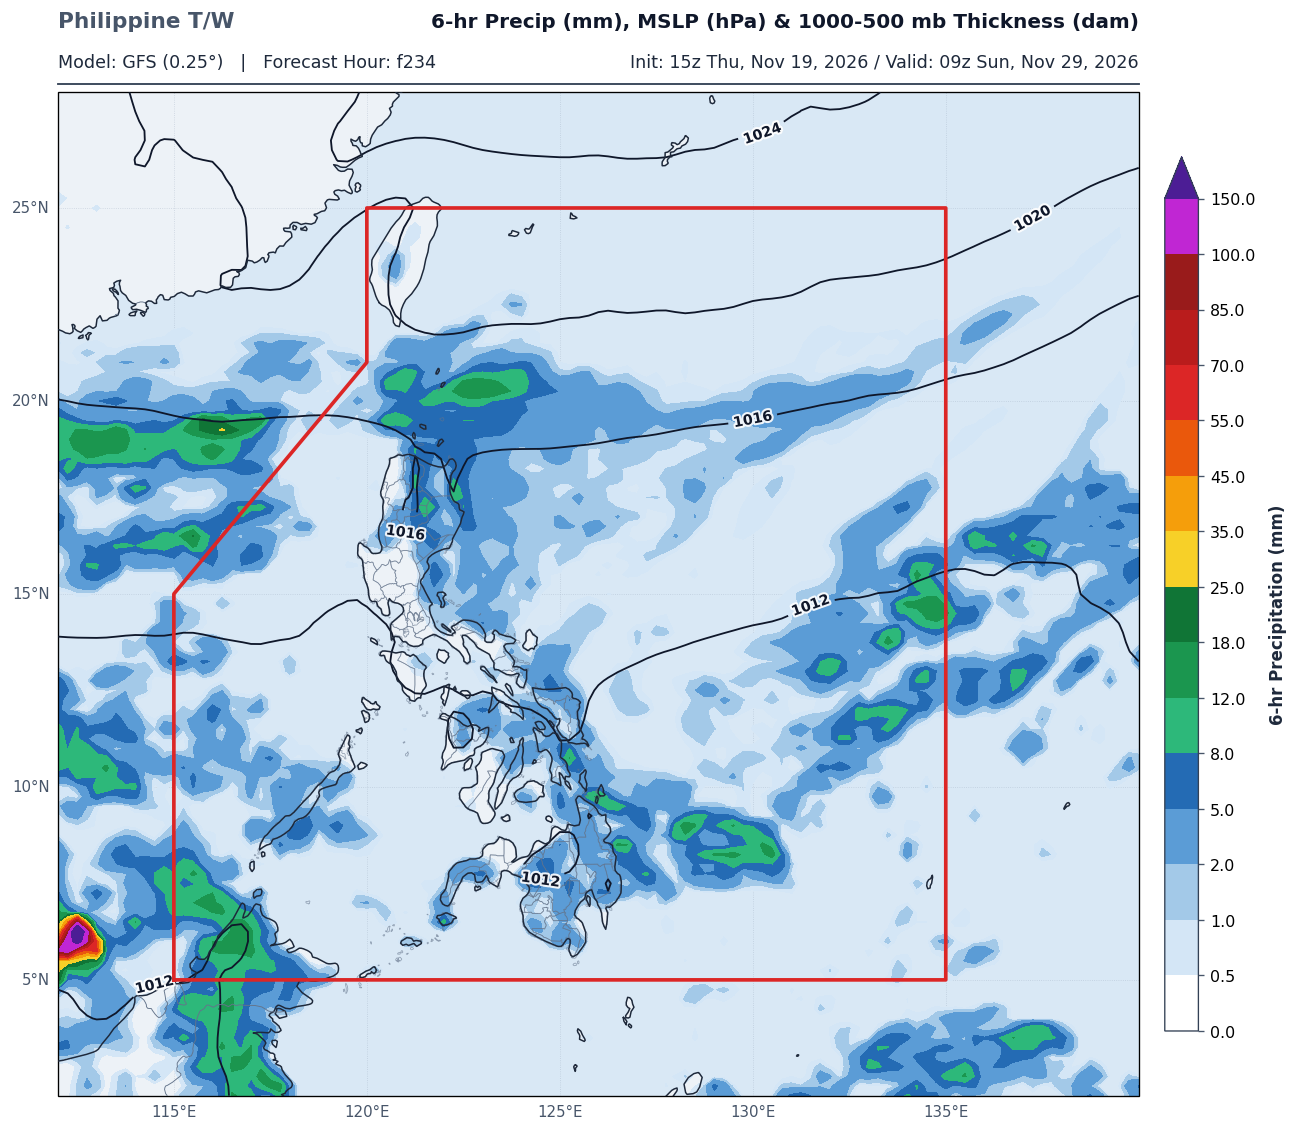 Philippine T/W
6-hr Precip (mm), MSLP (hPa) & 1000-500 mb Thickness (dam)
Model: GFS (0.25°) | Forecast Hour: f234
Init: 15z Thu, Nov 19, 2026 / Valid: 09z Sun, Nov 29, 2026
1024
1020
1016
1016
1012
1012
1012
25°N
20°N
15°N
10°N
5°N
115°E
120°E
125°E
130°E
135°E
150.0
100.0
85.0
70.0
55.0
45.0
35.0
25.0
18.0
12.0
8.0
5.0
2.0
1.0
0.5
0.0
6-hr Precipitation (mm)